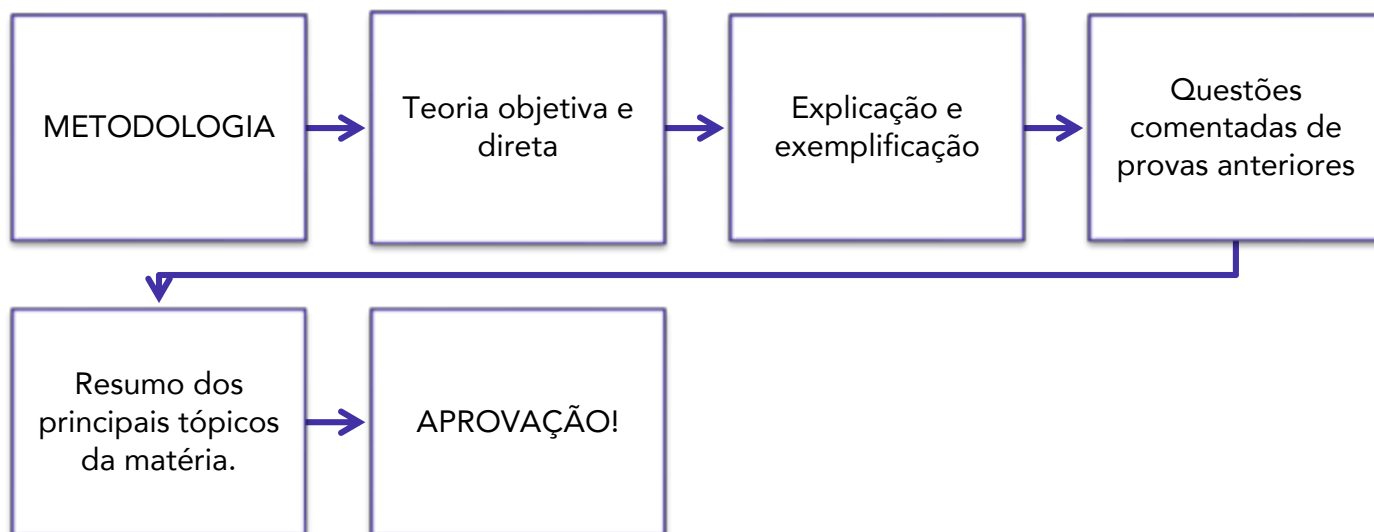 METODOLOGIA
Teoria objetiva e
direta
Explicação e
exemplificação
Questões
comentadas de
provas anteriores
Resumo dos
principais tópicos
da matéria.
APROVAÇÃO!